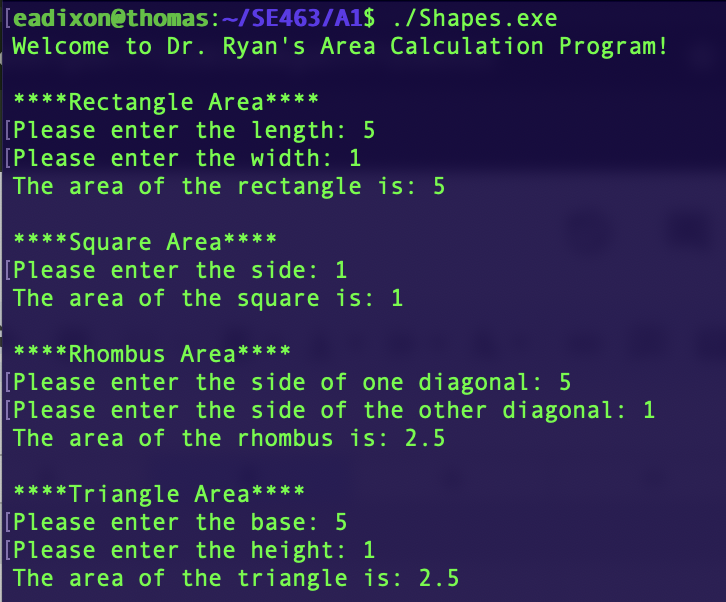 [eadixon@thomas:~/SE463/A1$ ./Shapes.exe
Welcome to Dr. Ryan's Area Calculation Program!
****Rectangle Area****
[Please enter the length: 5
[Please enter the width: 1
The area of the rectangle is: 5
****Square Area****
[Please enter the side: 1
The area of the square is: 1
****Rhombus Area****
[Please enter the side of one diagonal: 5
[Please enter the side of the other diagonal: 1
The area of the rhombus is: 2.5
****Triangle Area****
[Please enter the base: 5
[Please enter the height: 1
The area of the triangle is: 2.5